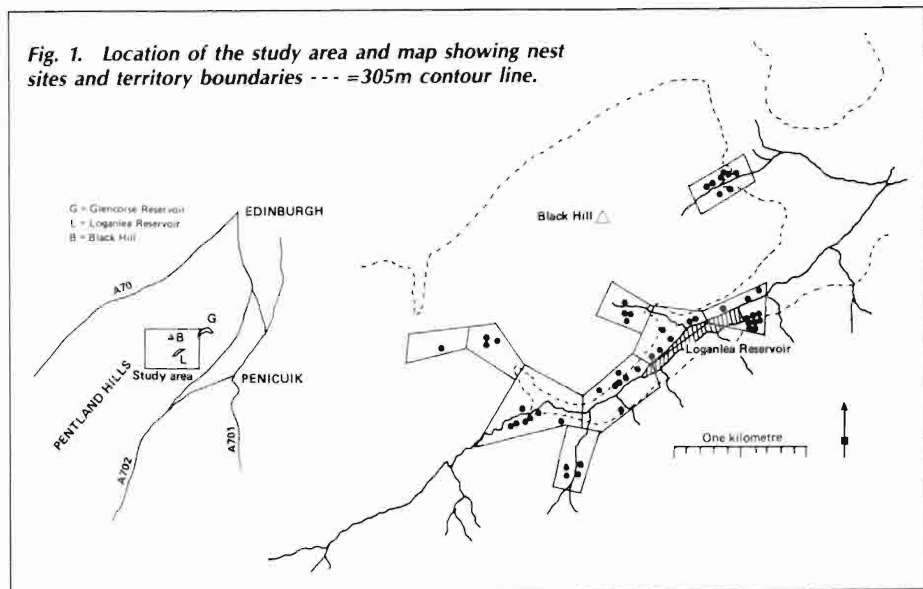 Fig. 1. Location of the study area and map showing nest
sites and territory boundaries --- =305m contour line.
G = Glencorse Reservoir
L = Loganlea Reservoir
B = Black Hill
EDINBURGH
A70
G
B
L
Study area
PENTLAND HILLS
PENICUIK
A702
A701
Black Hill
Loganlea Reservoir
One kilometre